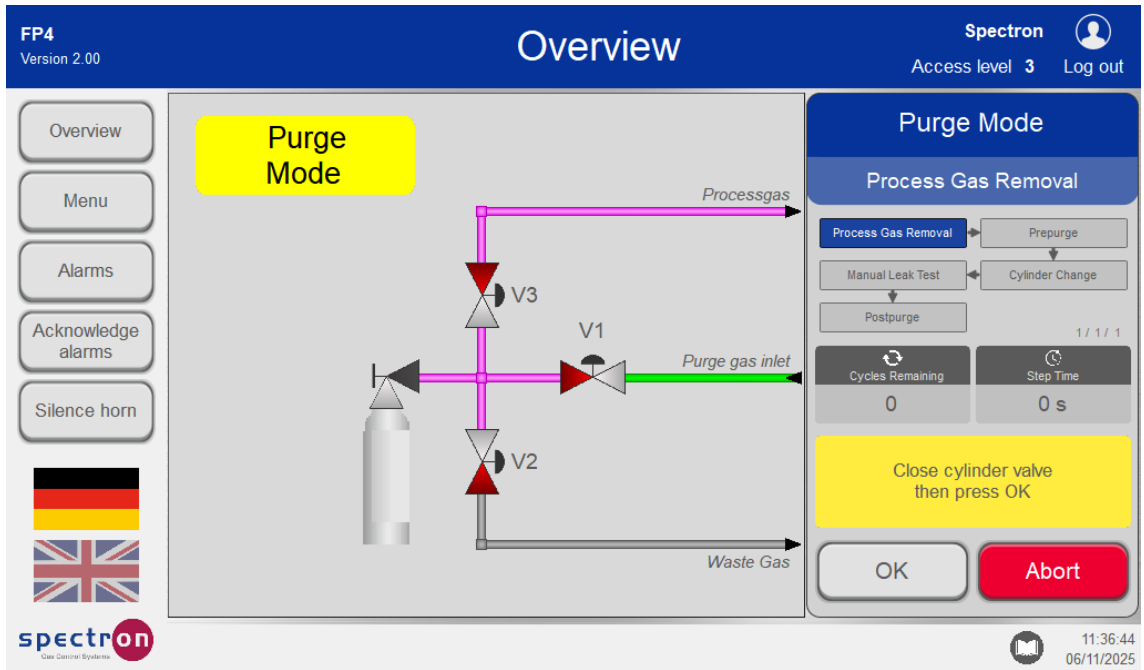 FP4
Version 2.00
Overview
Spectron
Access level 3
Log out
Overview
Menu
Alarms
Acknowledge
alarms
Silence horn
spectron
Gas Control Systems
Purge
Mode
Processgas
V3
V1
Purge gas inlet
V2
Waste Gas
Purge Mode
Process Gas Removal
Process Gas Removal
Prepurge
Manual Leak Test
Cylinder Change
Postpurge
1 / 1 / 1
Cycles Remaining
Step Time
0
0 s
Close cylinder valve
then press OK
OK
Abort
11:36:44
06/11/2025